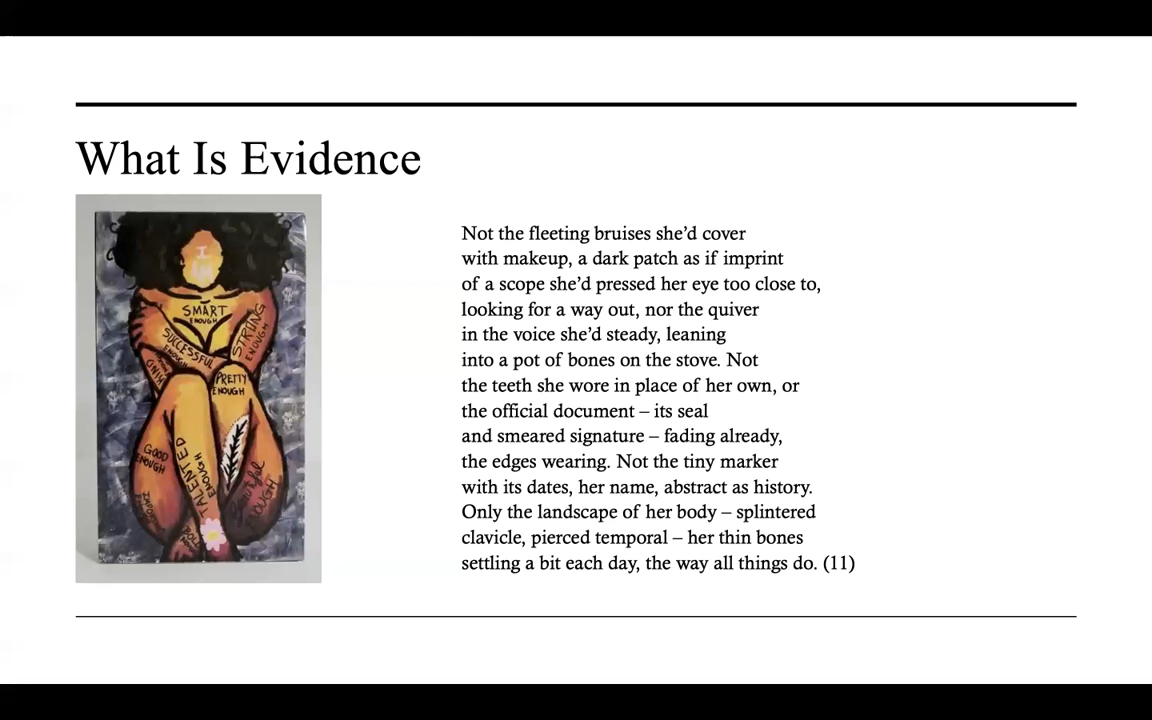 What Is Evidence
I
SMART
ENOUGH
STRONG
ENOUGH
SUCCESSFUL
ENOUGH
KIND
PRETTY
ENOUGH
GOOD
ENOUGH
TALENTED
ENOUGH
Beautiful
ENOUGH
Not the fleeting bruises she’d cover
with makeup, a dark patch as if imprint
of a scope she’d pressed her eye too close to,
looking for a way out, nor the quiver
in the voice she’d steady, leaning
into a pot of bones on the stove. Not
the teeth she wore in place of her own, or
the official document – its seal
and smeared signature – fading already,
the edges wearing. Not the tiny marker
with its dates, her name, abstract as history.
Only the landscape of her body – splintered
clavicle, pierced temporal – her thin bones
settling a bit each day, the way all things do. (11)